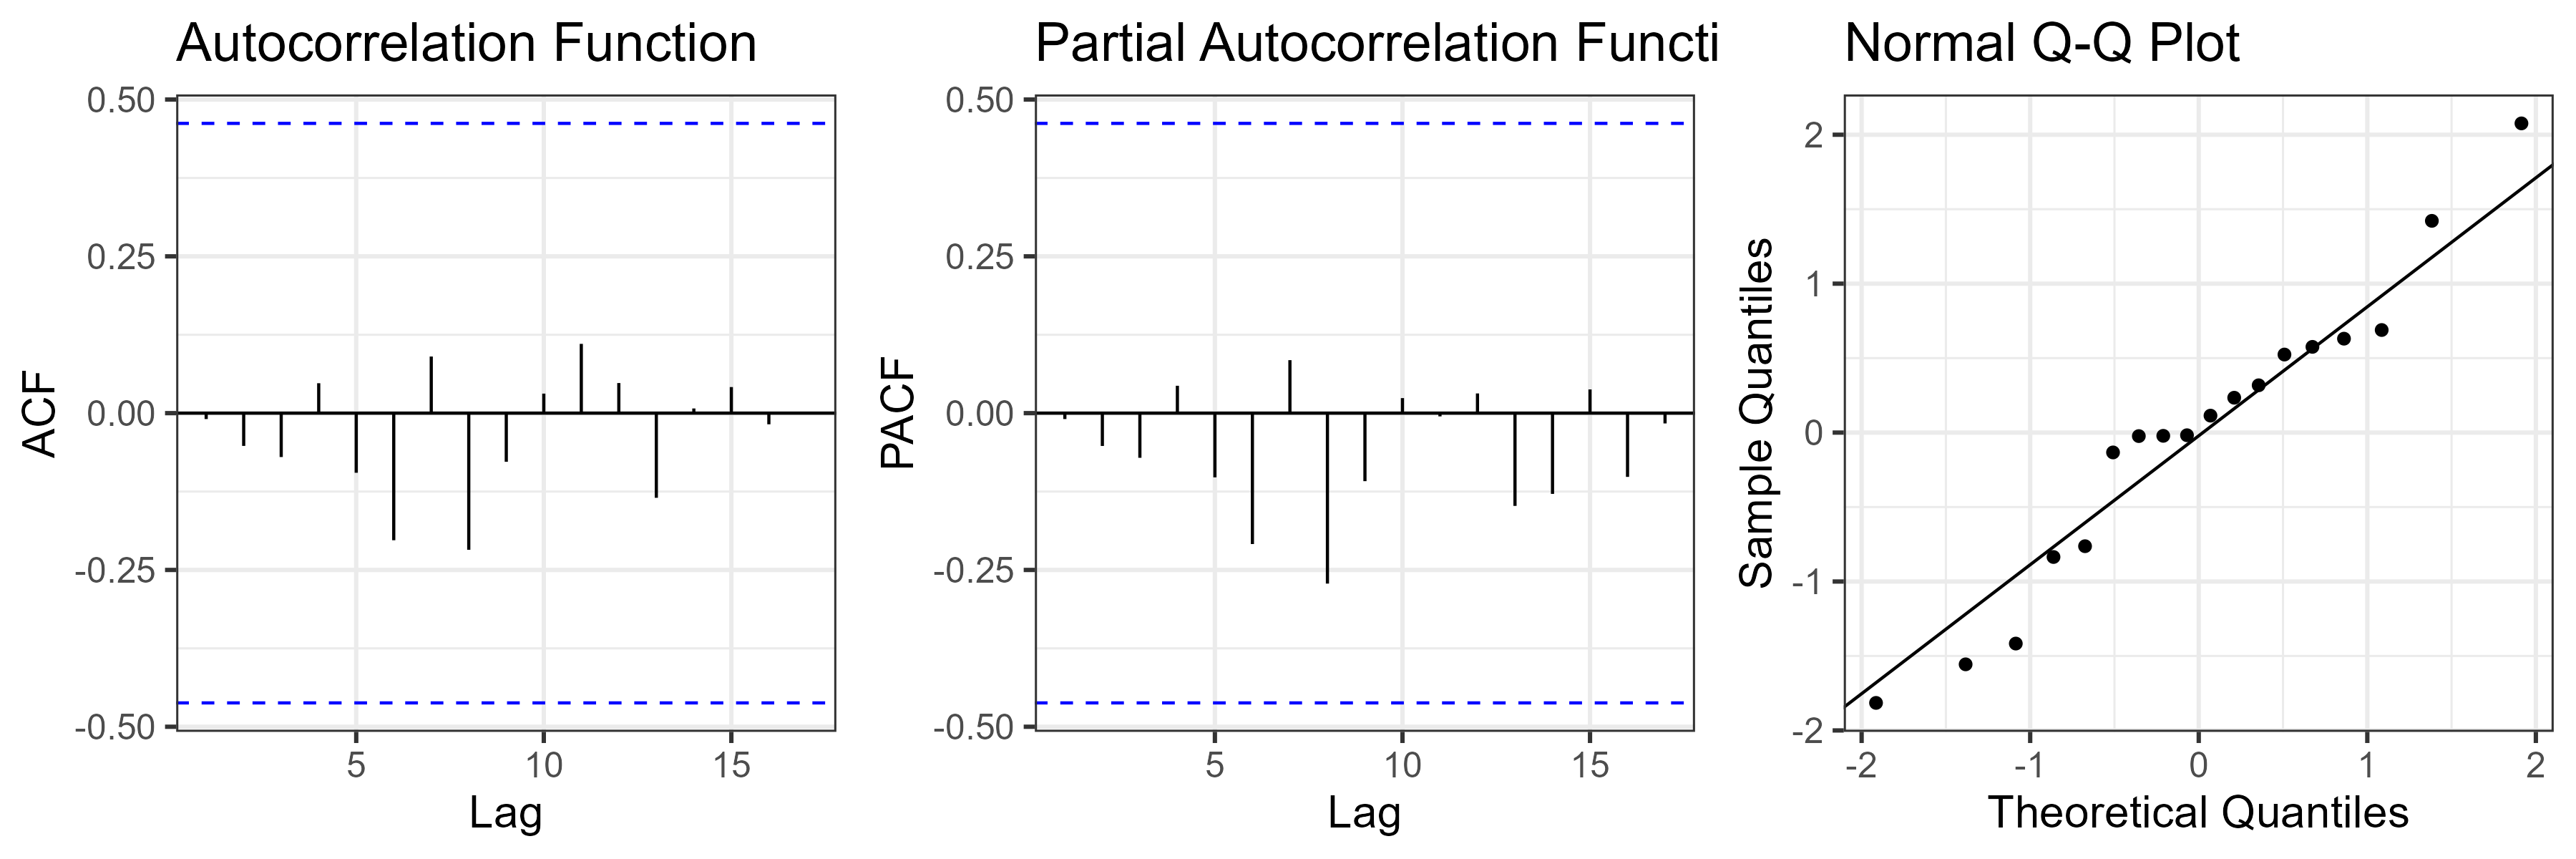 Autocorrelation Function
0.50
0.25
0.00
-0.25
-0.50
ACF
5 10 15
Lag
Partial Autocorrelation Functi
0.50
0.25
0.00
-0.25
-0.50
PACF
5 10 15
Lag
Normal Q-Q Plot
2
1
0
-1
-2
Sample Quantiles
-2 -1 0 1 2
Theoretical Quantiles